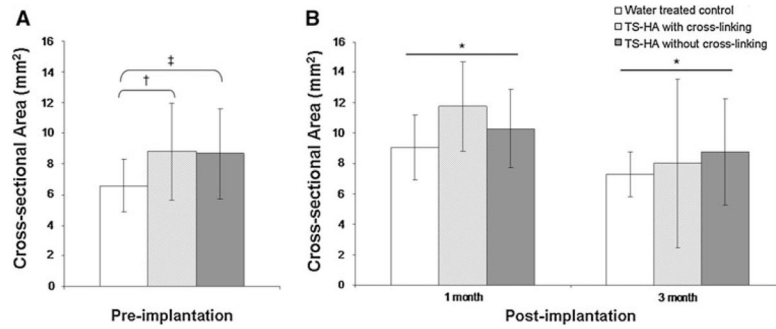 A
Cross-sectional Area (mm²)
16
14
12
10
8
6
4
2
0
‡
†
Pre-implantation
B
Water treated control
TS-HA with cross-linking
TS-HA without cross-linking
Cross-sectional Area (mm²)
16
14
12
10
8
6
4
2
0
*
*
1 month
3 month
Post-implantation